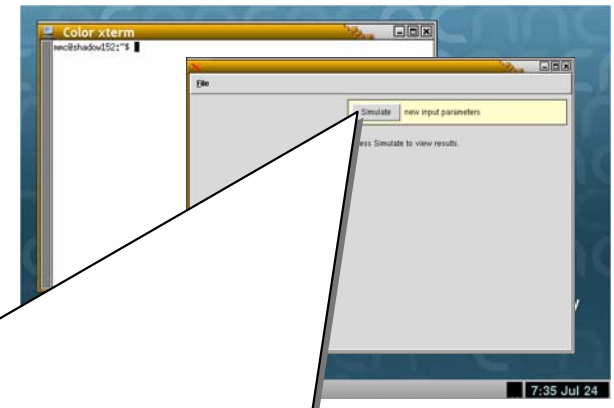 Color xterm
mmc@shadow152:~$
File
Simulate new input parameters
ess Simulate to view results.
y
7:35 Jul 24